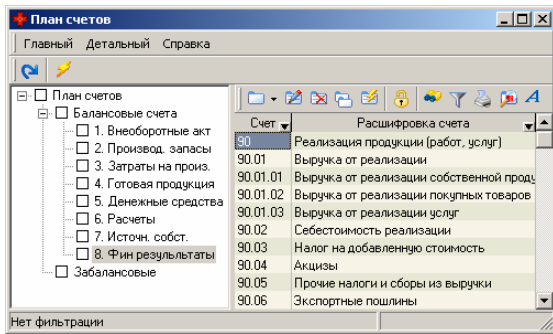 План счетов
Главный Детальный Справка
План счетов
Балансовые счета
1. Внеоборотные акт
2. Производ. запасы
3. Затраты на произ.
4. Готовая продукция
5. Денежные средства
6. Расчеты
7. Источн. собст.
8. Фин резулльтаты
Забалансовые
Счет Расшифровка счета
90 Реализация продукции (работ, услуг)
90.01 Выручка от реализации
90.01.01 Выручка от реализации собственной проду
90.01.02 Выручка от реализации покупных товаров
90.01.03 Выручка от реализации услуг
90.02 Себестоимость реализации
90.03 Налог на добавленную стоимость
90.04 Акцизы
90.05 Прочие налоги и сборы из выручки
90.06 Экспортные пошлины
Нет фильтрации